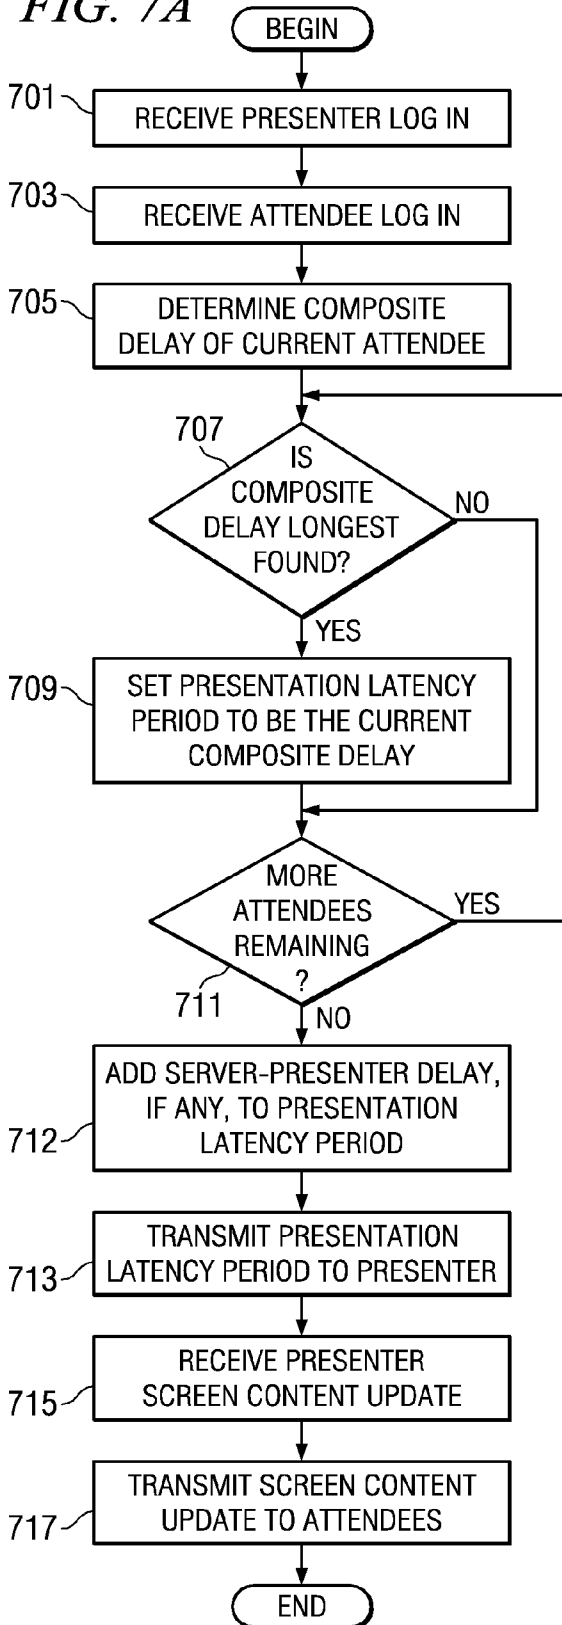 FIG. 7A
BEGIN
701
RECEIVE PRESENTER LOG IN
703
RECEIVE ATTENDEE LOG IN
705
DETERMINE COMPOSITE
DELAY OF CURRENT ATTENDEE
707
IS
COMPOSITE
DELAY LONGEST
FOUND?
NO
YES
709
SET PRESENTATION LATENCY
PERIOD TO BE THE CURRENT
COMPOSITE DELAY
MORE
ATTENDEES
REMAINING
?
YES
711
NO
712
ADD SERVER-PRESENTER DELAY,
IF ANY, TO PRESENTATION
LATENCY PERIOD
713
TRANSMIT PRESENTATION
LATENCY PERIOD TO PRESENTER
715
RECEIVE PRESENTER
SCREEN CONTENT UPDATE
717
TRANSMIT SCREEN CONTENT
UPDATE TO ATTENDEES
END